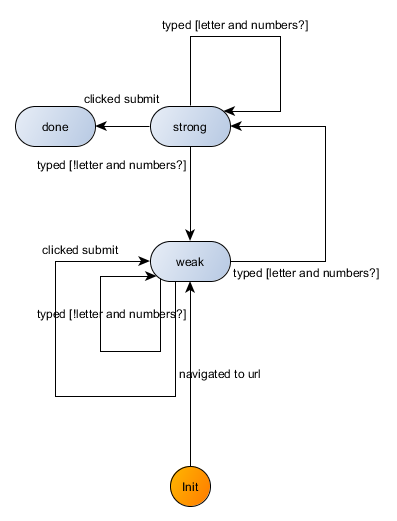 typed [letter and numbers?]
clicked submit
done
strong
typed [!letter and numbers?]
clicked submit
weak
typed [letter and numbers?]
typed [!letter and numbers?]
navigated to url
Init